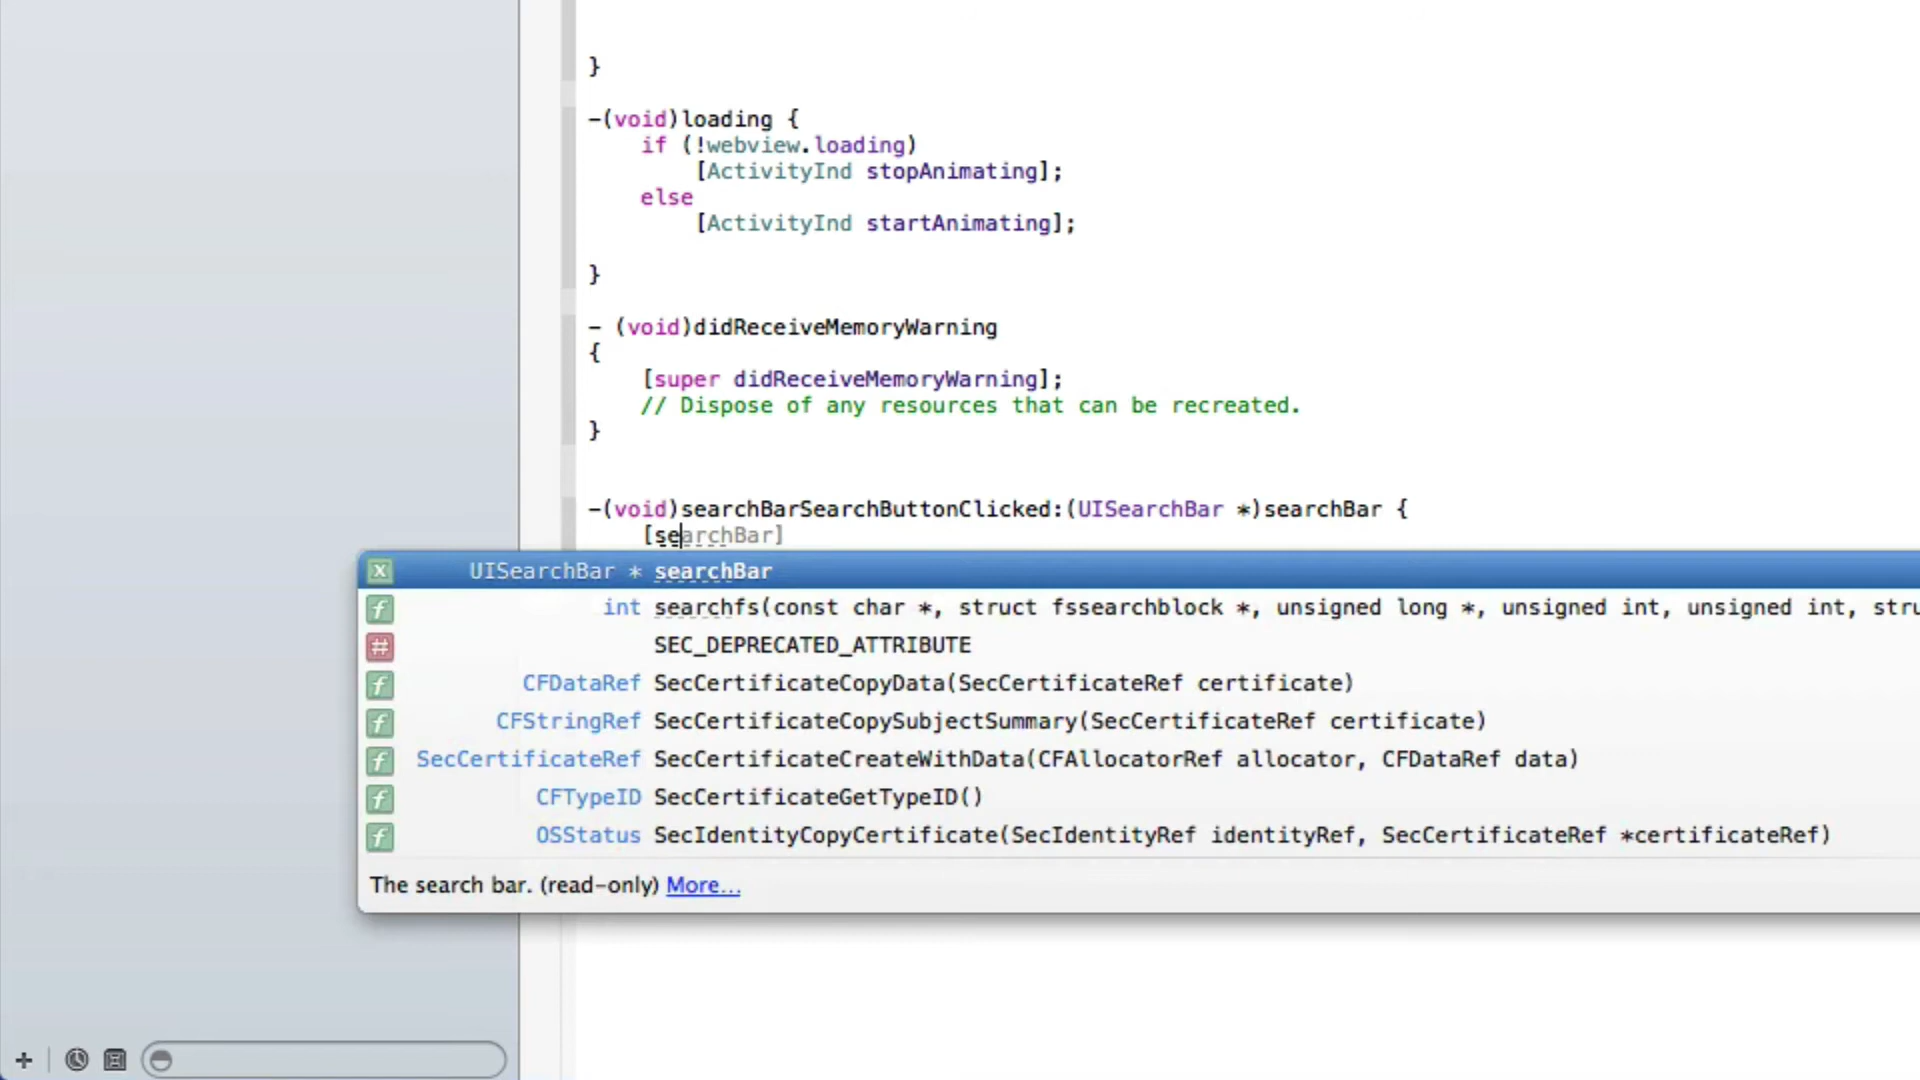 }
-(void)loading {
if (!webview.loading)
[ActivityInd stopAnimating];
else
[ActivityInd startAnimating];
}
- (void)didReceiveMemoryWarning
{
[super didReceiveMemoryWarning];
// Dispose of any resources that can be recreated.
}
-(void)searchBarSearchButtonClicked:(UISearchBar *)searchBar {
[searchBar]
X UISearchBar * searchBar
f int searchfs(const char *, struct fssearchblock *, unsigned long *, unsigned int, unsigned int, stru
# SEC_DEPRECATED_ATTRIBUTE
f CFDataRef SecCertificateCopyData(SecCertificateRef certificate)
f CFStringRef SecCertificateCopySubjectSummary(SecCertificateRef certificate)
f SecCertificateRef SecCertificateCreateWithData(CFAllocatorRef allocator, CFDataRef data)
f CFTypeID SecCertificateGetTypeID()
f OSStatus SecIdentityCopyCertificate(SecIdentityRef identityRef, SecCertificateRef *certificateRef)
The search bar. (read-only) More...